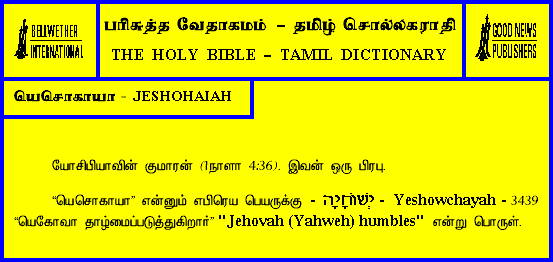 BELLWETHER
INTERNATIONAL
பரிசுத்த வேதாகமம் – தமிழ் சொல்லகராதி
THE HOLY BIBLE – TAMIL DICTIONARY
GOOD NEWS
PUBLISHERS
யெசொகாயா - JESHOHAIAH
யோசிபியாவின் குமாரன் (1நாளா 4:36). இவன் ஒரு பிரபு.
“யெசொகாயா” என்னும் எபிரெய பெயருக்கு - יְשׁוֹחָיָה - Yeshowchayah - 3439
“யெகோவா தாழ்மைப்படுத்துகிறார்” "Jehovah (Yahweh) humbles" என்று பொருள்.